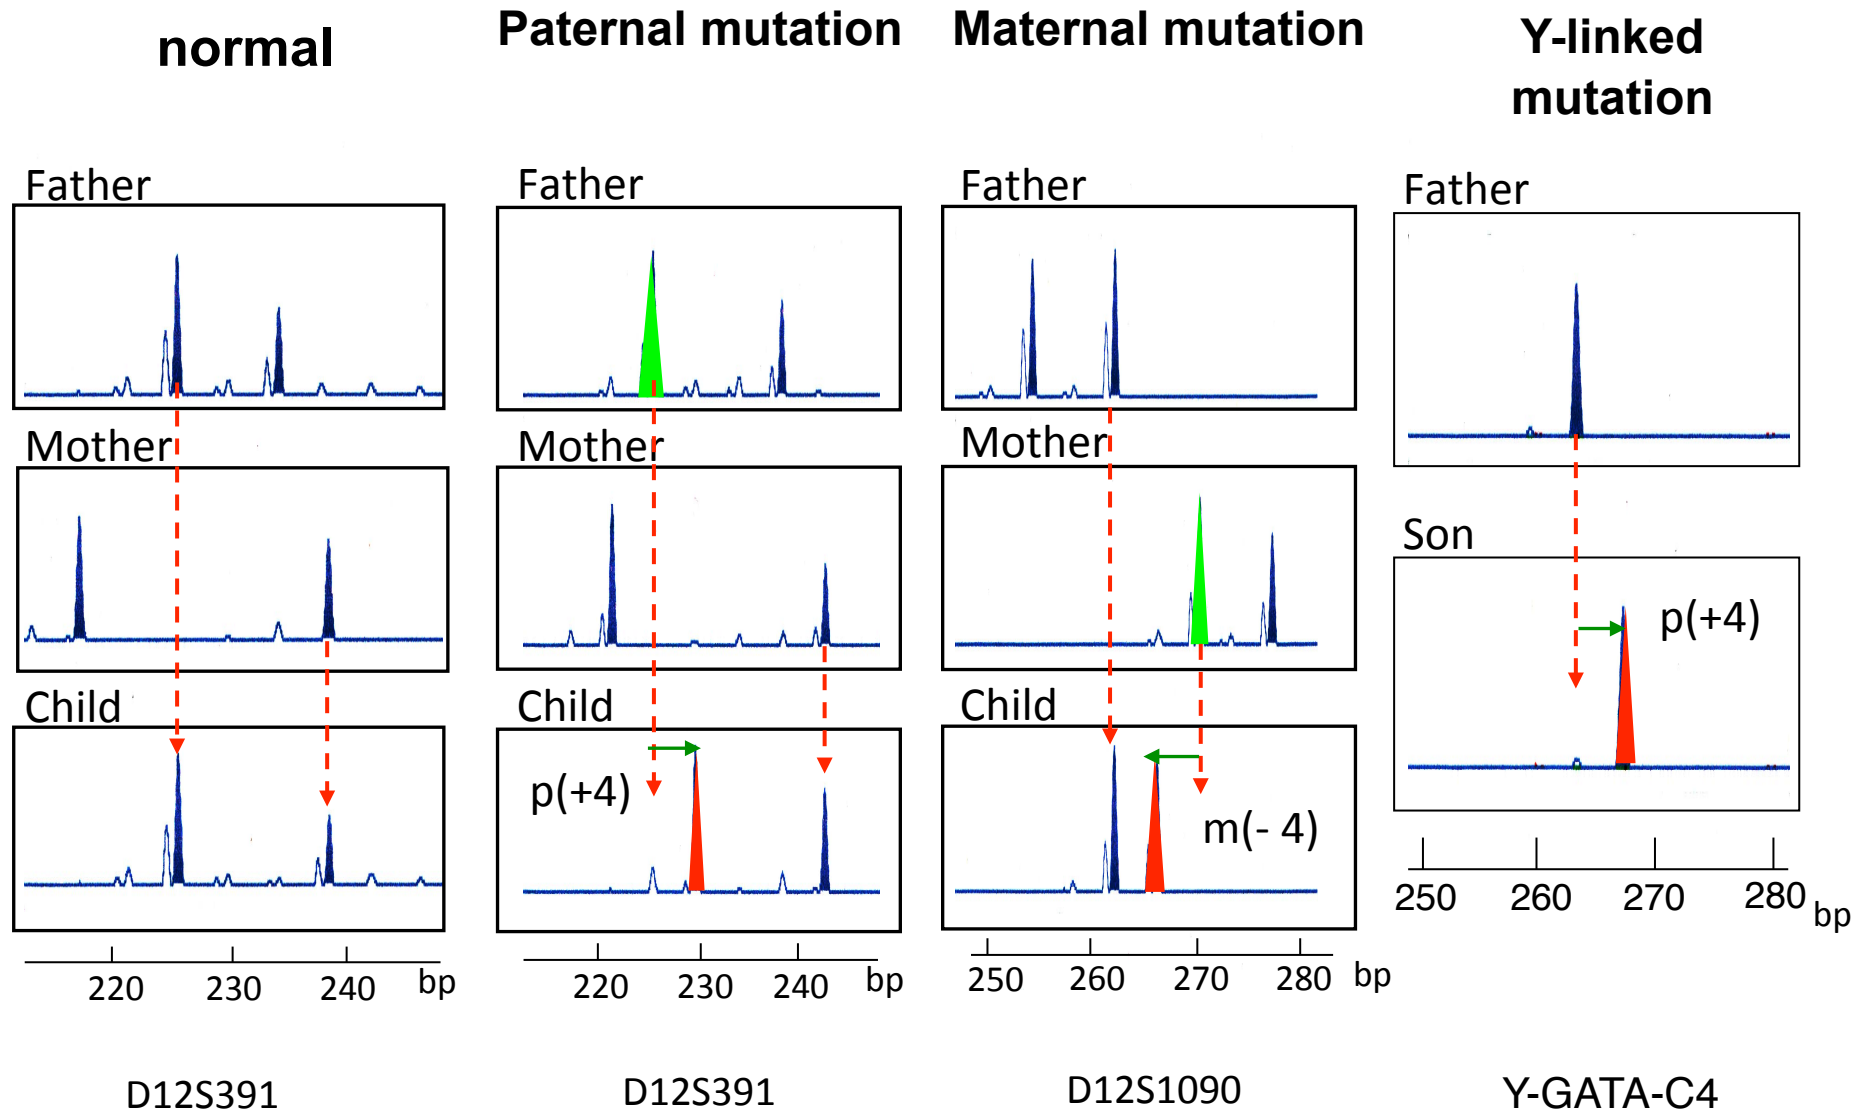 normal
Paternal mutation
Maternal mutation
Y-linked
mutation
Father
Mother
Child
220 230 240 bp
D12S391
Father
Mother
Child
p(+4)
220 230 240 bp
D12S391
Father
Mother
Child
m(- 4)
250 260 270 280 bp
D12S1090
Father
Son
p(+4)
250 260 270 280 bp
Y-GATA-C4